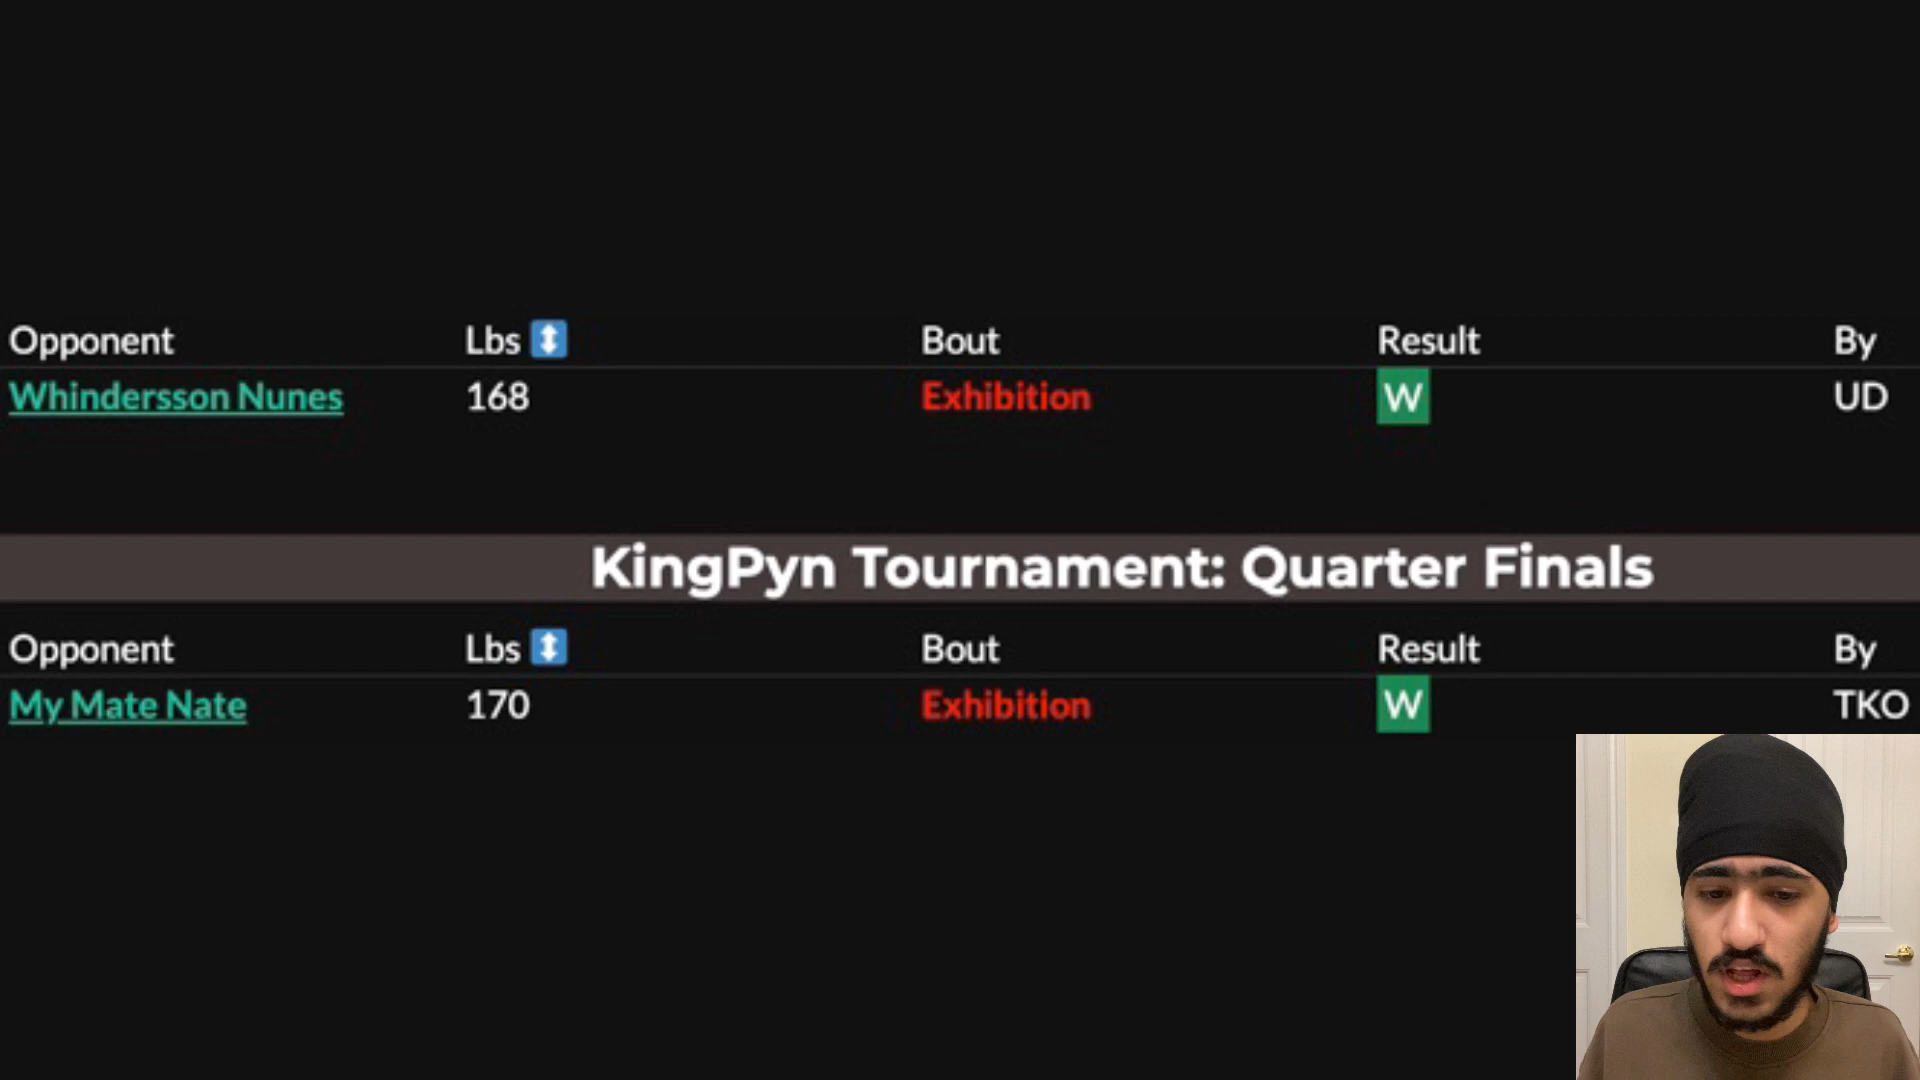 Opponent Lbs Bout Result By
Whindersson Nunes 168 Exhibition W UD
KingPyn Tournament: Quarter Finals
Opponent Lbs Bout Result By
My Mate Nate 170 Exhibition W TKO